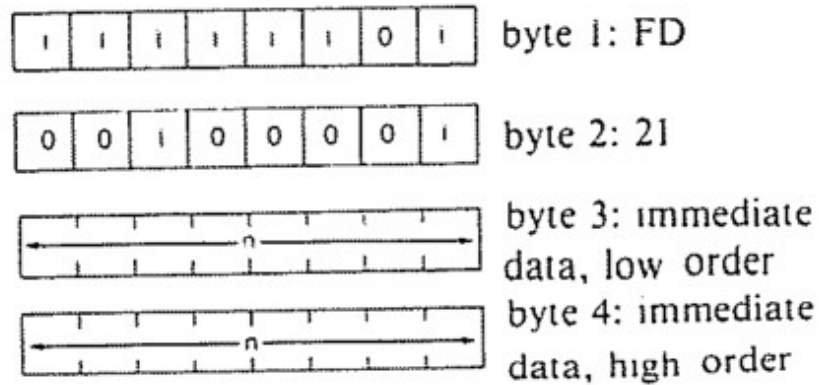 1 1 1 1 1 1 0 1 byte 1: FD
0 0 1 0 0 0 0 1 byte 2: 21
n byte 3: immediate
data, low order
n byte 4: immediate
data, high order